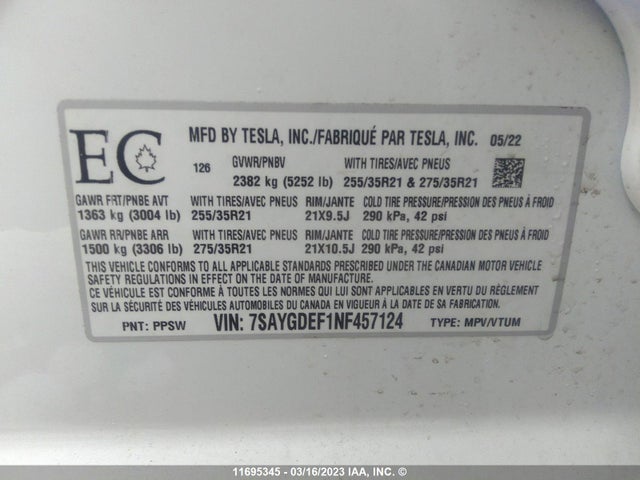 EC MFD BY TESLA, INC./FABRIQUÉ PAR TESLA, INC. 05/22
126 GVWR/PNBV WITH TIRES/AVEC PNEUS
2382 kg (5252 lb) 255/35R21 & 275/35R21
GAWR FRT/PNBE AVT WITH TIRES/AVEC PNEUS RIM/JANTE COLD TIRE PRESSURE/PRESSION DES PNEUS À FROID
1363 kg (3004 lb) 255/35R21 21X9.5J 290 kPa, 42 psi
GAWR RR/PNBE ARR WITH TIRES/AVEC PNEUS RIM/JANTE COLD TIRE PRESSURE/PRESSION DES PNEUS À FROID
1500 kg (3306 lb) 275/35R21 21X10.5J 290 kPa, 42 psi
THIS VEHICLE CONFORMS TO ALL APPLICABLE STANDARDS PRESCRIBED UNDER THE CANADIAN MOTOR VEHICLE
SAFETY REGULATIONS IN EFFECT ON THE DATE OF MANUFACTURE
CE VÉHICULE EST CONFORME À TOUTES LES NORMES QUI LUI SONT APPLICABLES EN VERTU DU RÈGLEMENT
SUR LA SÉCURITÉ DES VÉHICULES AUTOMOBILES DU CANADA EN VIGUEUR À LA DATE DE SA FABRICATION
PNT: PPSW VIN: 7SAYGDEF1NF457124 TYPE: MPV/VTUM
11695345 - 03/16/2023 IAA, Inc. ©